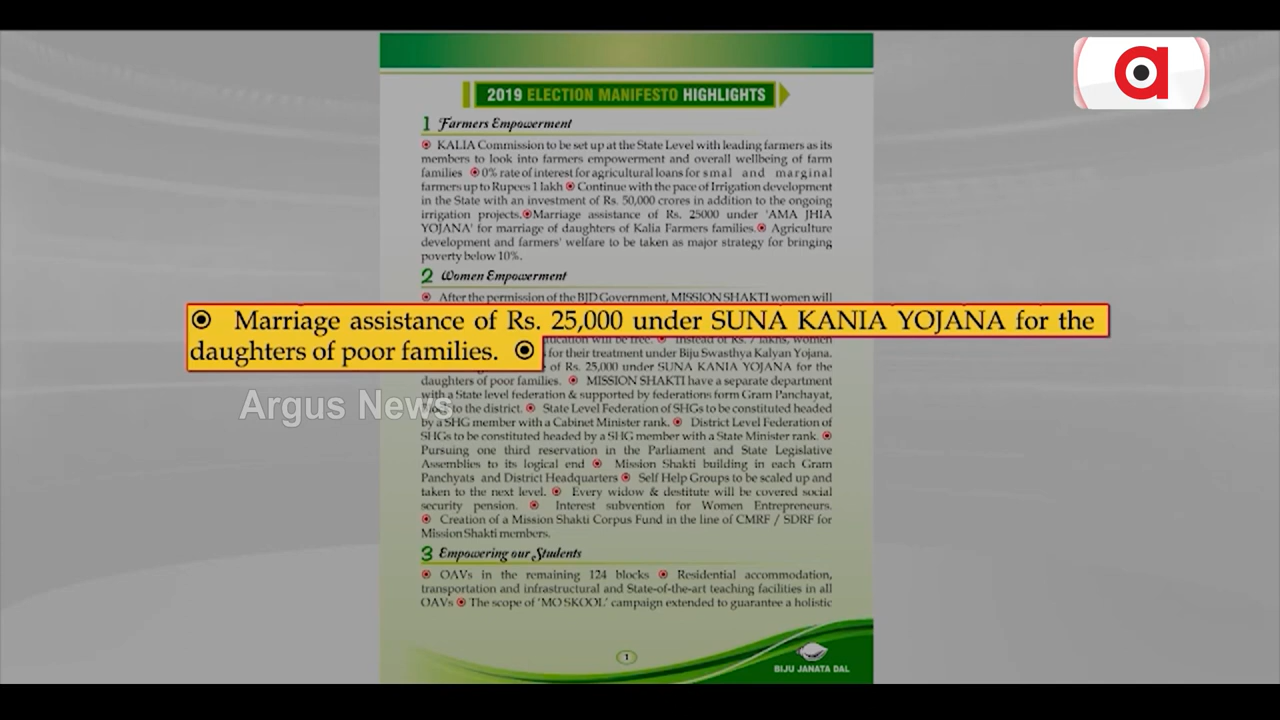 a
2019 ELECTION MANIFESTO HIGHLIGHTS
1 Farmers Empowerment
KALIA Commission to be set up at the State Level with leading farmers as its
members to look into farmers empowerment and overall wellbeing of farm
families 0% rate of interest for agricultural loans for smal and marginal
farmers up to Rupees 1 lakh Continue with the pace of Irrigation development
in the State with an investment of Rs. 50,000 crores in addition to the ongoing
irrigation projects. Marriage assistance of Rs. 25000 under 'AMA JHIA
YOJANA' for marriage of daughters of Kalia Farmers families. Agriculture
development and farmers' welfare to be taken as major strategy for bringing
poverty below 10%.
2 Women Empowerment
After the permission of the BJD Government, MISSION SHAKTI women will
Marriage assistance of Rs. 25,000 under SUNA KANIA YOJANA for the
daughters of poor families.
will be free. Instead of Rs. 7 lakhs, women
for their treatment under Biju Swasthya Kalyan Yojana.
of Rs. 25,000 under SUNA KANIA YOJANA for the
daughters of poor families. MISSION SHAKTI have a separate department
with a State level federation & supported by federations form Gram Panchayat,
to the district. State Level Federation of SHGs to be constituted headed
by a SHG member with a Cabinet Minister rank. District Level Federation of
SHGs to be constituted headed by a SHG member with a State Minister rank.
Pursuing one third reservation in the Parliament and State Legislative
Assemblies to its logical end Mission Shakti building in each Gram
Panchyats and District Headquarters Self Help Groups to be scaled up and
taken to the next level. Every widow & destitute will be covered social
security pension. Interest subvention for Women Entrepreneurs.
Creation of a Mission Shakti Corpus Fund in the line of CMRF / SDRF for
Mission Shakti members.
3 Empowering our Students
OAVs in the remaining 124 blocks Residential accommodation,
transportation and infrastructural and State-of-the-art teaching facilities in all
OAVs The scope of 'MO SKOOL' campaign extended to guarantee a holistic
1
BIJU JANATA DAL
Argus News